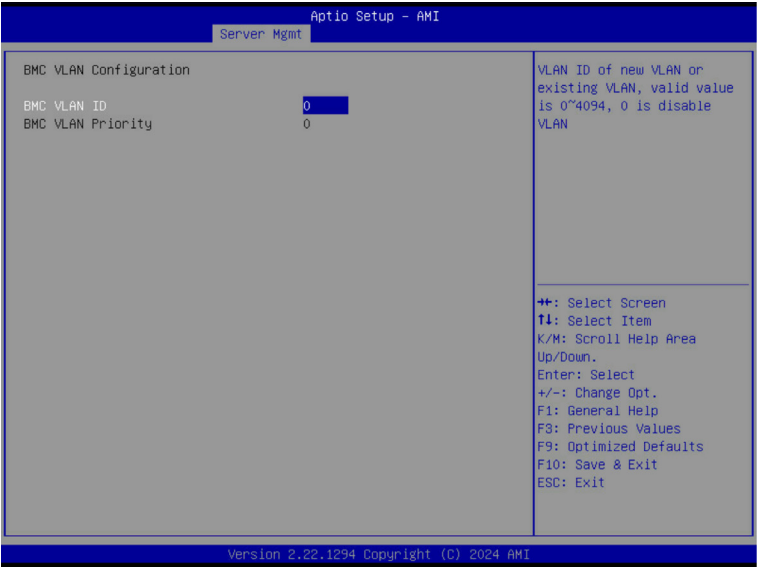 Aptio Setup – AMI
Server Mgmt
BMC VLAN Configuration
BMC VLAN ID 0
BMC VLAN Priority 0
VLAN ID of new VLAN or
existing VLAN, valid value
is 0~4094, 0 is disable
VLAN
→←: Select Screen
↑↓: Select Item
K/M: Scroll Help Area
Up/Down.
Enter: Select
+/-: Change Opt.
F1: General Help
F3: Previous Values
F9: Optimized Defaults
F10: Save & Exit
ESC: Exit
Version 2.22.1294 Copyright (C) 2024 AMI